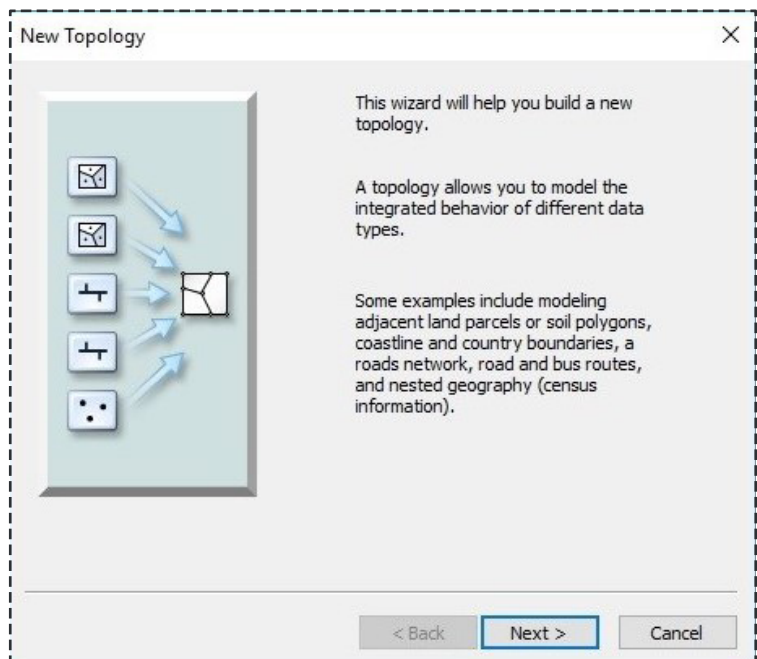 New Topology
This wizard will help you build a new
topology.
A topology allows you to model the
integrated behavior of different data
types.
Some examples include modeling
adjacent land parcels or soil polygons,
coastline and country boundaries, a
roads network, road and bus routes,
and nested geography (census
information).
< Back
Next >
Cancel